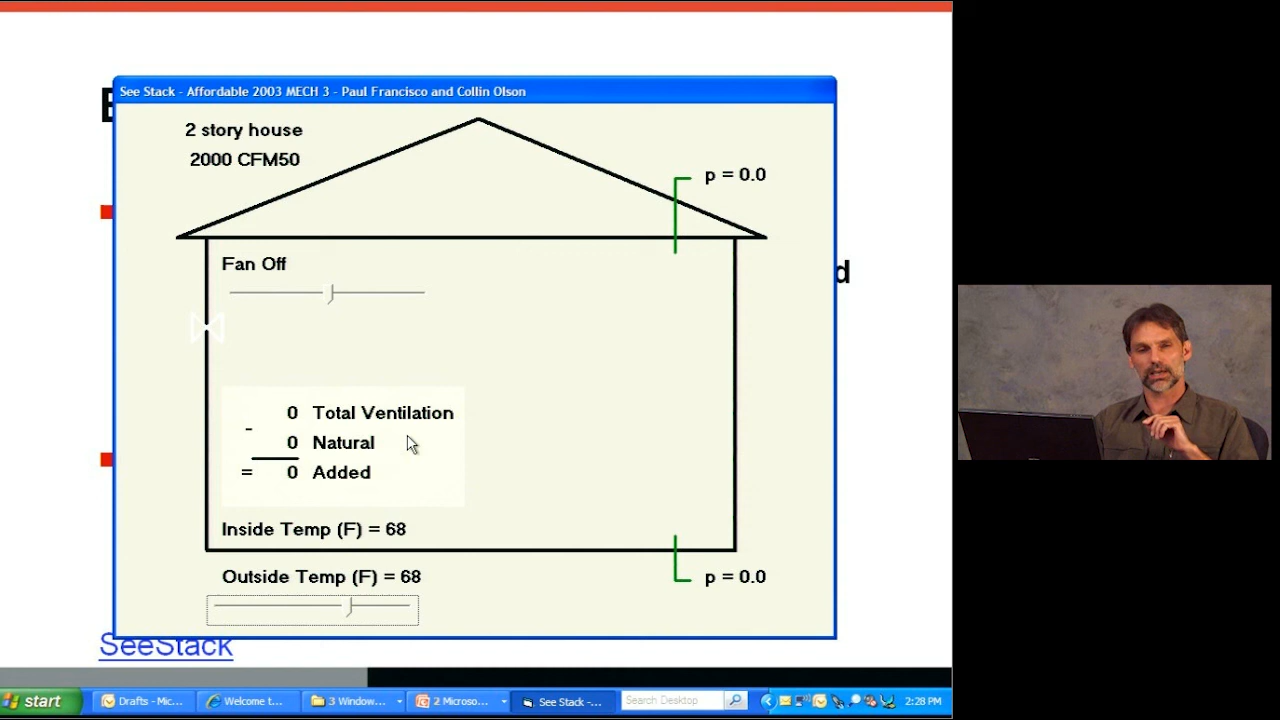 E
See Stack - Affordable 2003 MECH 3 - Paul Francisco and Collin Olson
2 story house
2000 CFM50
p = 0.0
Fan Off
d
0 Total Ventilation
- 0 Natural
= 0 Added
Inside Temp (F) = 68
Outside Temp (F) = 68
p = 0.0
SeeStack
start
Drafts - Mic...
Welcome t...
3 Window...
2 Microso...
See Stack -...
Search Desktop
2:28 PM